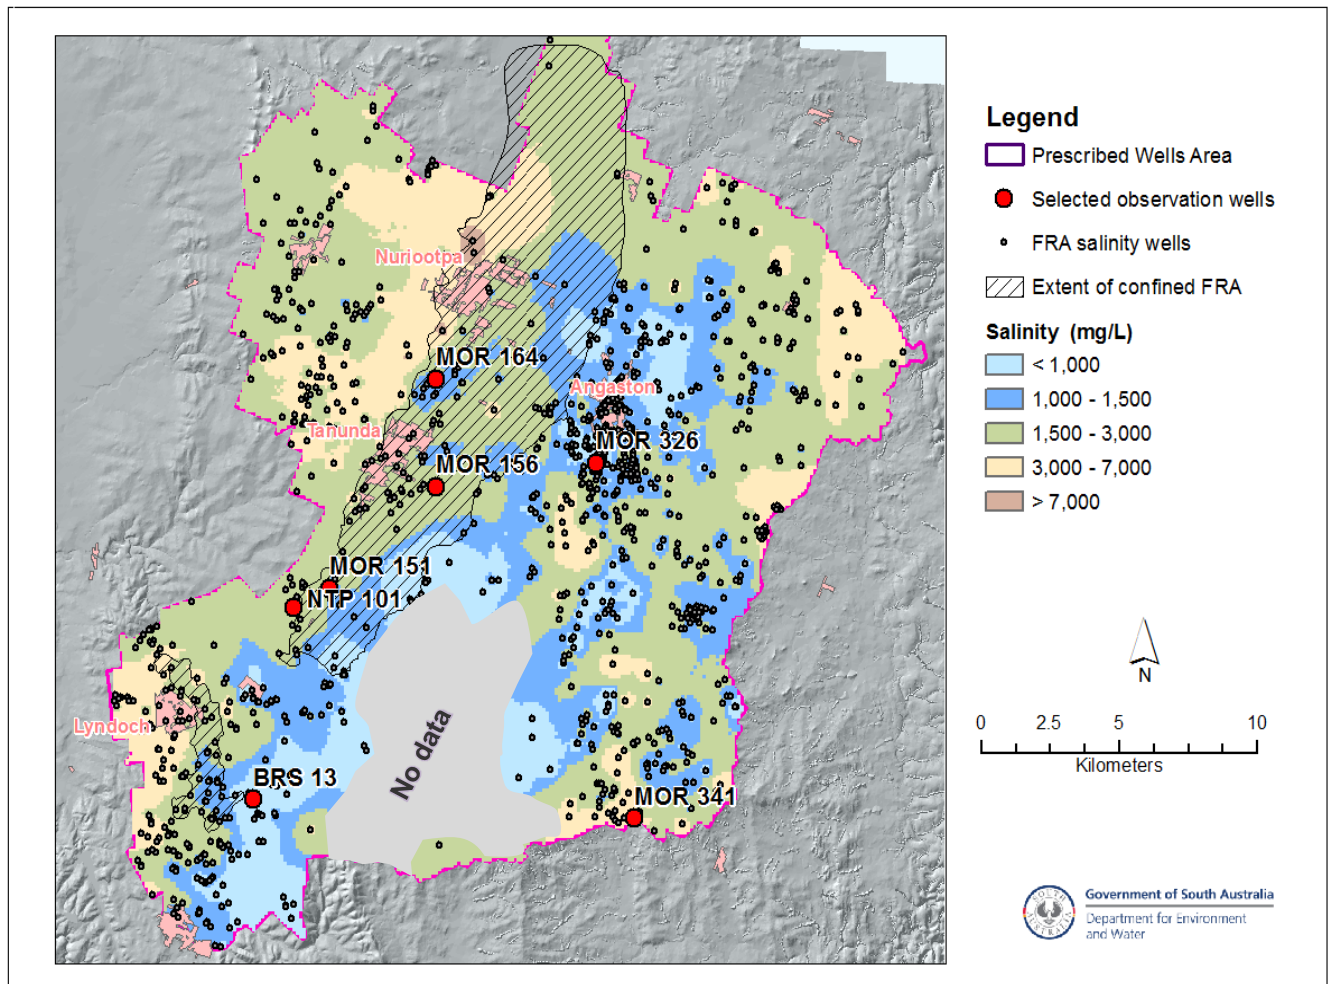 Nuriootpa
MOR 164
Angaston
Tanunda
MOR 326
MOR 156
MOR 151
NTP 101
Lyndoch
No data
BRS 13
MOR 341
Legend
Prescribed Wells Area
Selected observation wells
FRA salinity wells
Extent of confined FRA
Salinity (mg/L)
< 1,000
1,000 - 1,500
1,500 - 3,000
3,000 - 7,000
> 7,000
N
0 2.5 5 10
Kilometers
SOUTH AUSTRALIA
Government of South Australia
Department for Environment
and Water